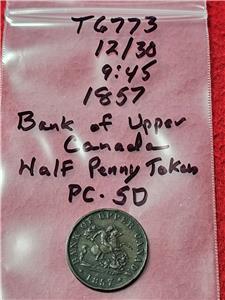 T6773
12/30
9:45
1857
Bank of Upper
Canada
Half Penny Token
PC-5D
BANK OF UPPER CANADA
1857